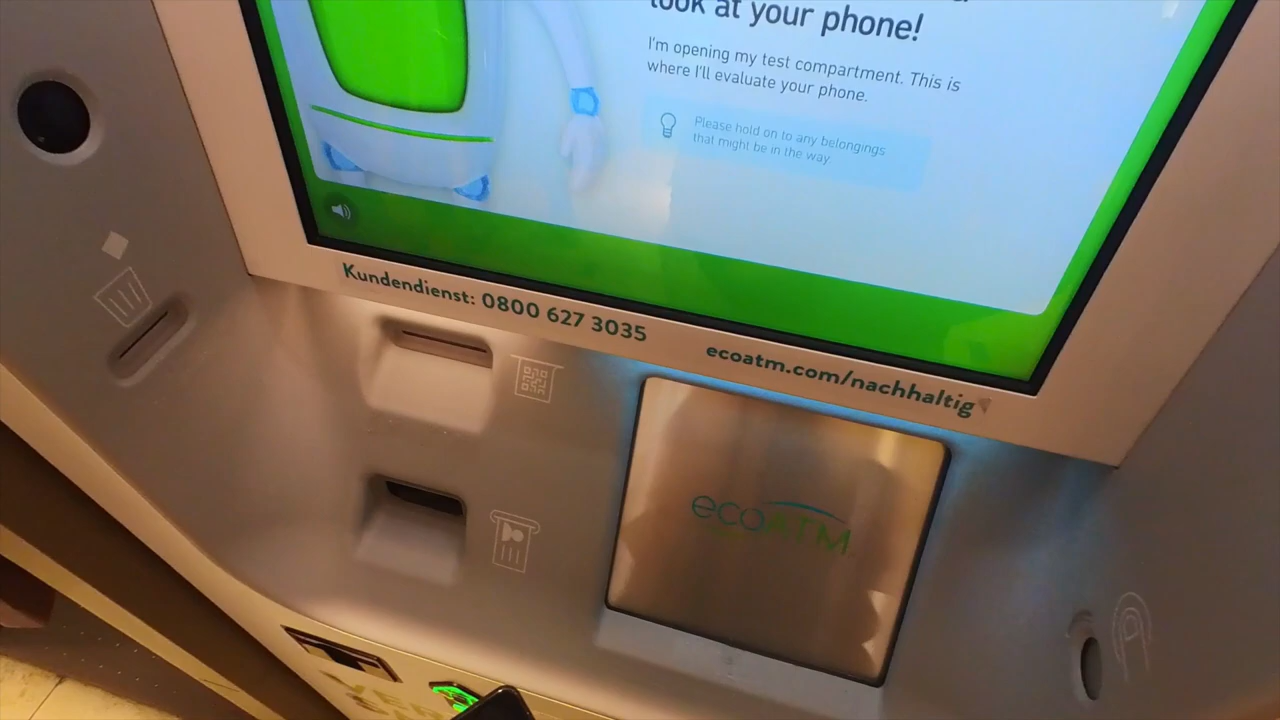 look at your phone!
I'm opening my test compartment. This is
where I'll evaluate your phone.
Please hold on to any belongings
that might be in the way.
Kundendienst: 0800 627 3035
ecoatm.com/nachhaltig
ecoATM